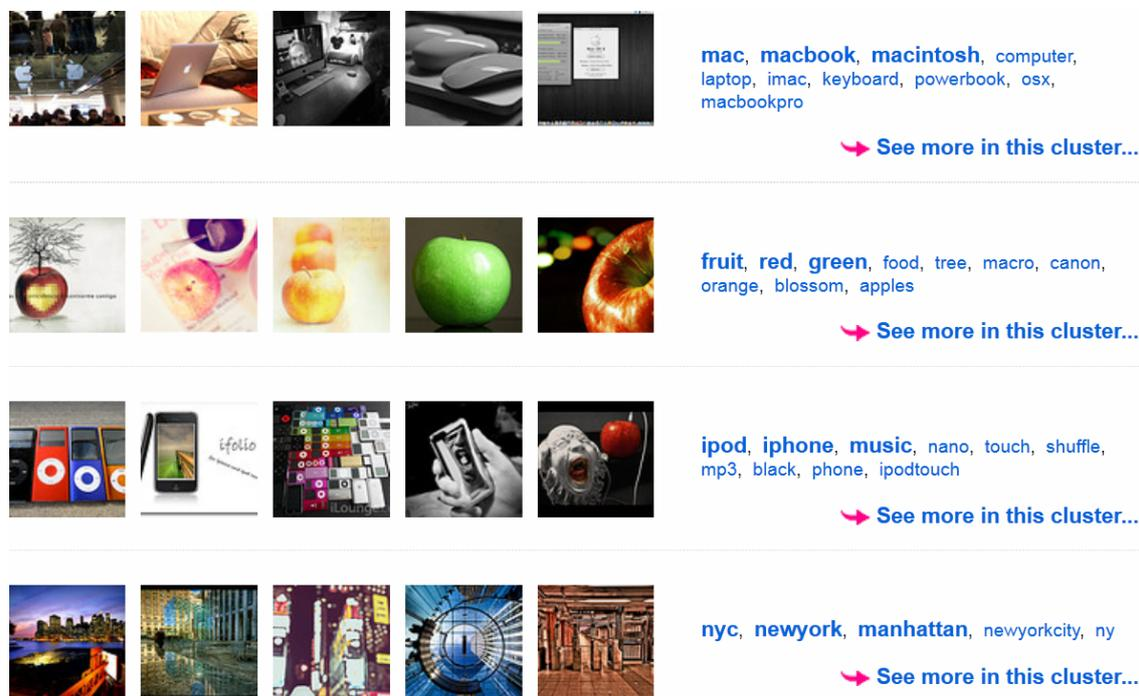 mac, macbook, macintosh, computer,
laptop, imac, keyboard, powerbook, osx,
macbookpro
See more in this cluster...
fruit, red, green, food, tree, macro, canon,
orange, blossom, apples
See more in this cluster...
ifolio
iLounge
ipod, iphone, music, nano, touch, shuffle,
mp3, black, phone, ipodtouch
See more in this cluster...
nyc, newyork, manhattan, newyorkcity, ny
See more in this cluster...